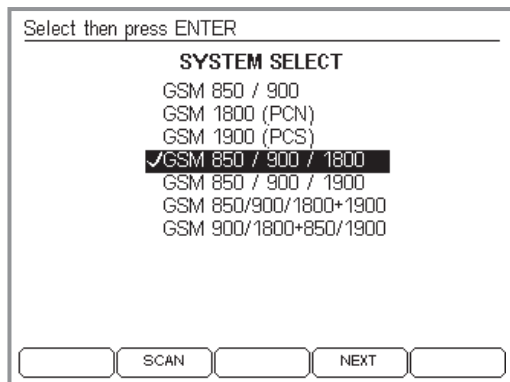 Select then press ENTER
SYSTEM SELECT
GSM 850 / 900
GSM 1800 (PCN)
GSM 1900 (PCS)
✓GSM 850 / 900 / 1800
GSM 850 / 900 / 1900
GSM 850/900/1800+1900
GSM 900/1800+850/1900
SCAN NEXT